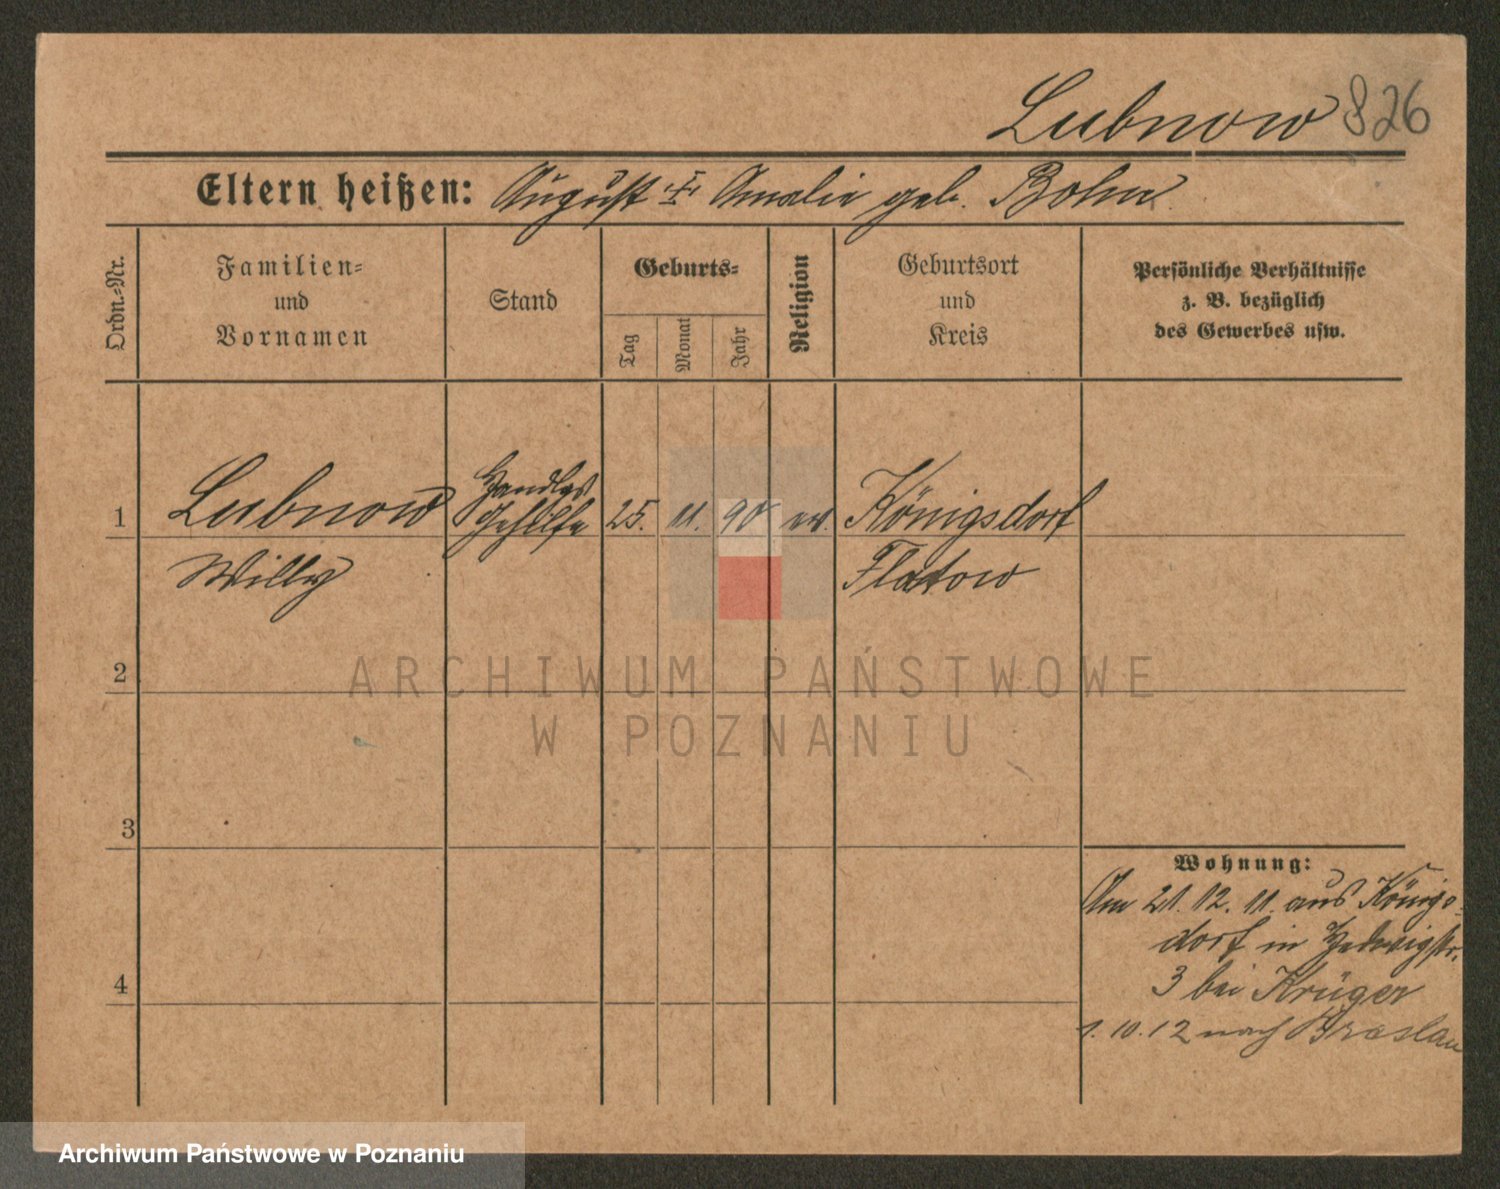 Lubnow 826
Eltern heißen: August u. Amalie geb. Bohn
Ordn.-Nr.
Familien-
und
Vornamen
Stand
Geburts-
Tag
Monat
Jahr
Religion
Geburtsort
und
Kreis
Persönliche Verhältnisse
z. B. bezüglich
des Gewerbes usw.
1
Lubnow
Willy
Handlgs
Gehilfe
25. 11. 90 ev.
Königsdorf
Flatow
2
3
4
Wohnung:
Am 21.12.11. aus Königs-
dorf in Hedwigstr.
3 bei Krüger
1.10.12 nach Breslau
ARCHIWUM PAŃSTWOWE
W POZNANIU
Archiwum Państwowe w Poznaniu